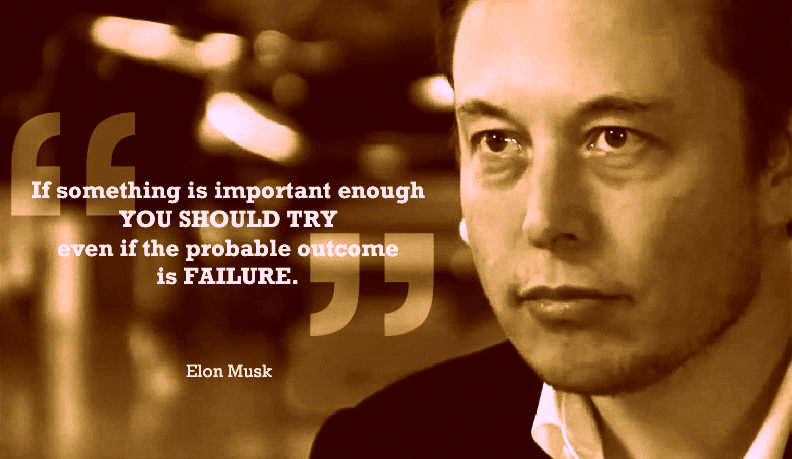 If something is important enough
YOU SHOULD TRY
even if the probable outcome
is FAILURE.
Elon Musk